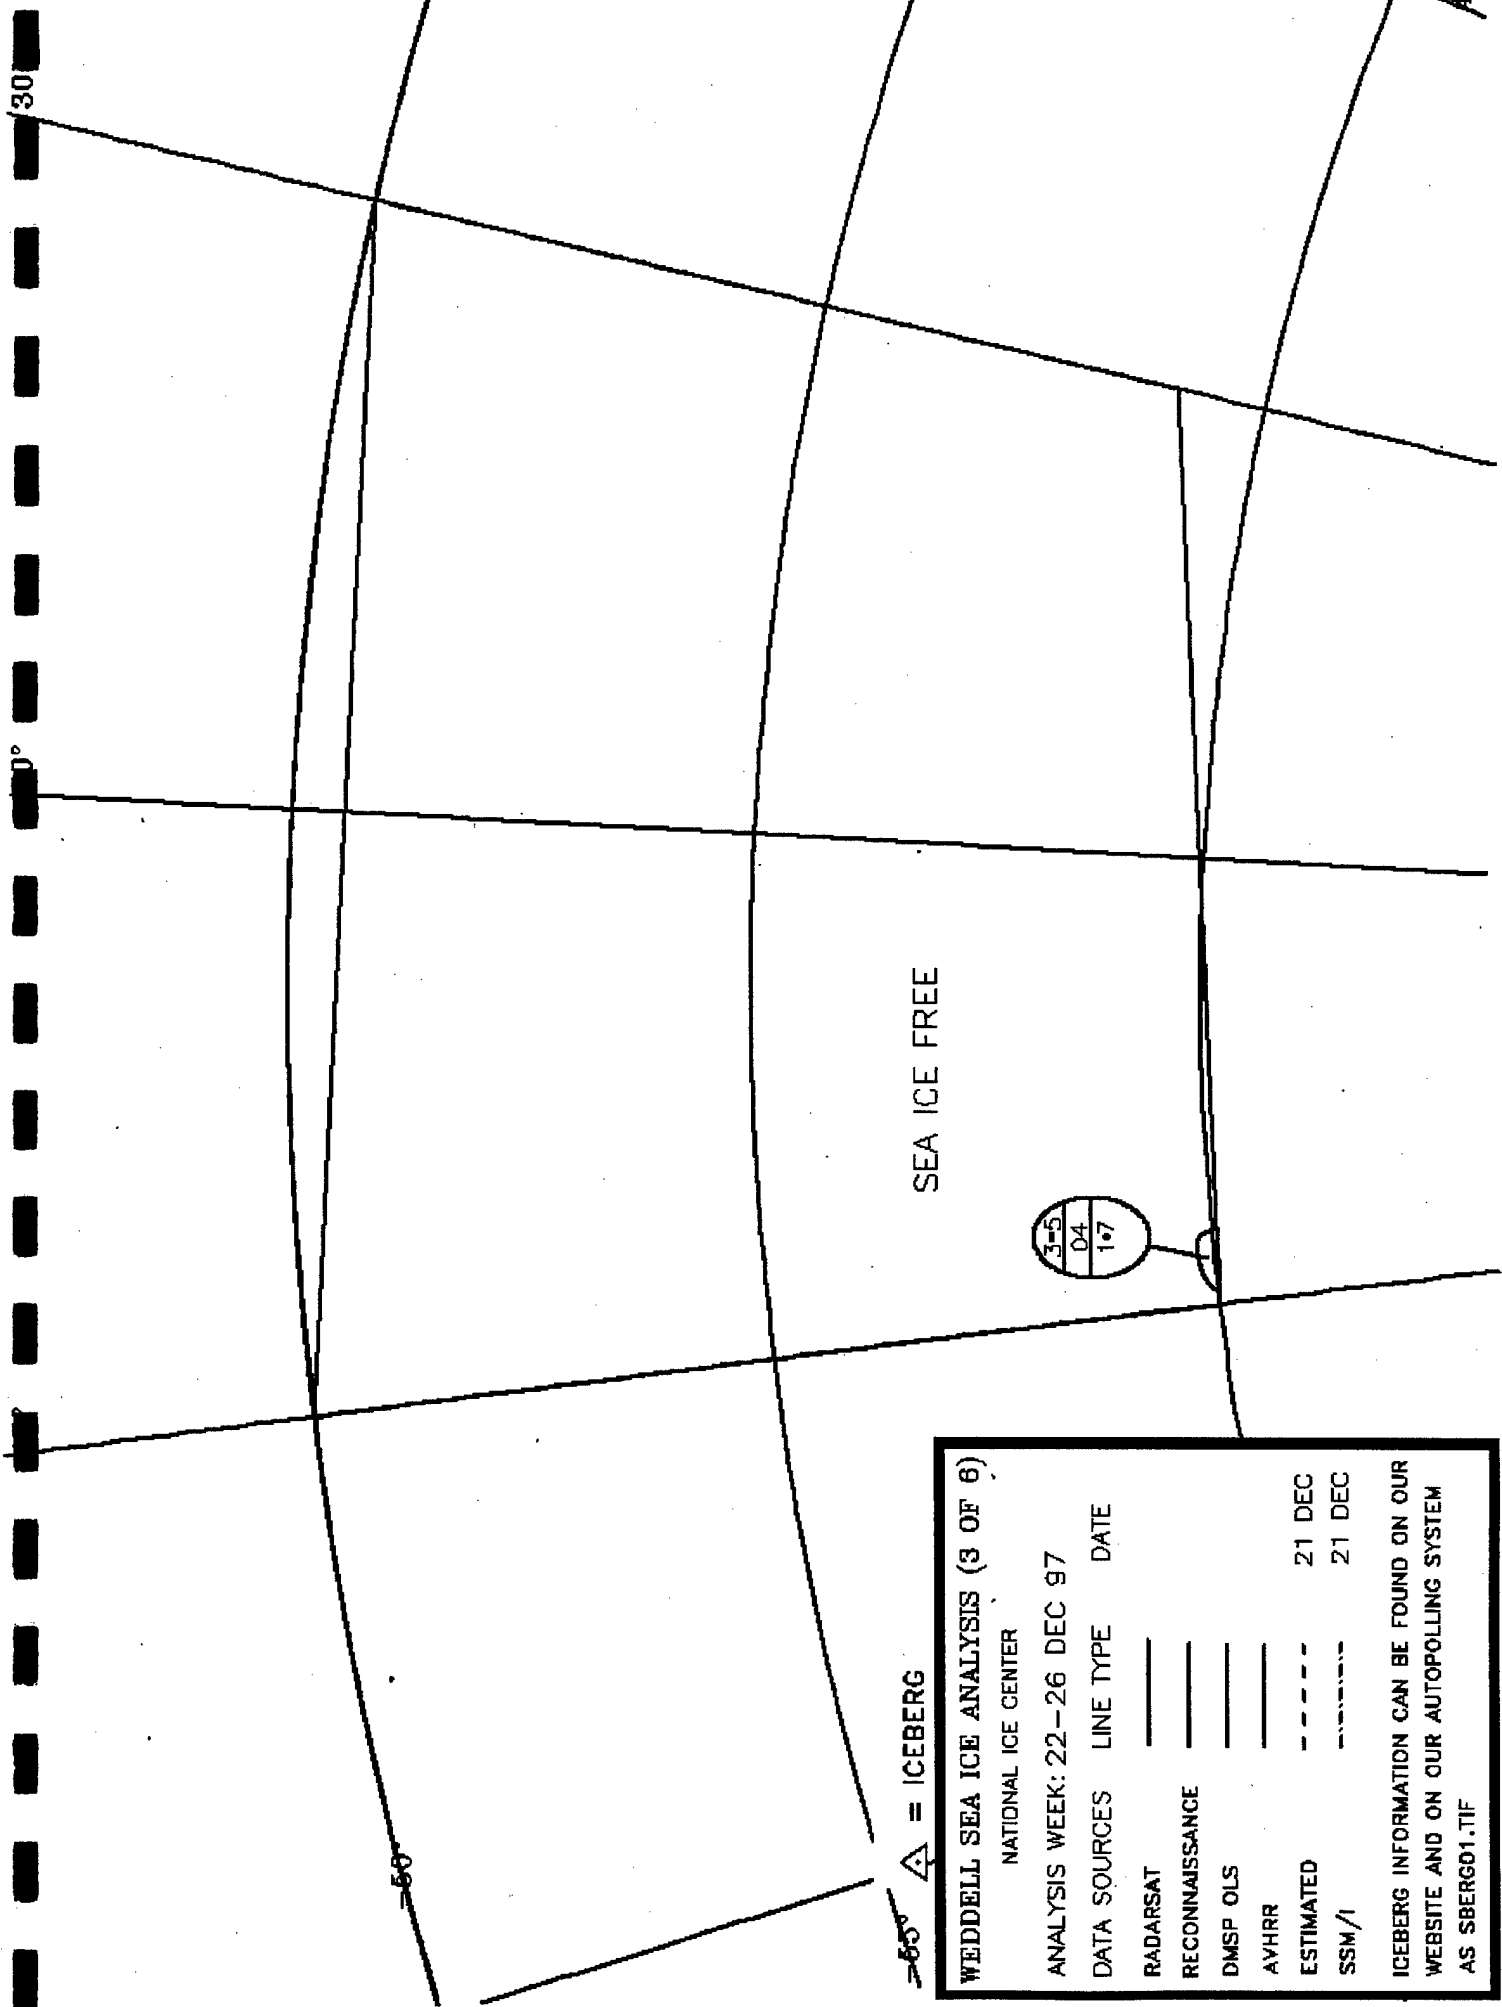 30
0°
-50°
-55°
SEA ICE FREE
3-5
04
1•7
= ICEBERG
WEDDELL SEA ICE ANALYSIS (3 OF 6)
NATIONAL ICE CENTER
ANALYSIS WEEK: 22-26 DEC 97
DATA SOURCES LINE TYPE DATE
RADARSAT
RECONNAISSANCE
DMSP OLS
AVHRR
ESTIMATED 21 DEC
SSM/I 21 DEC
ICEBERG INFORMATION CAN BE FOUND ON OUR
WEBSITE AND ON OUR AUTOPOLLING SYSTEM
AS SBERG01.TIF